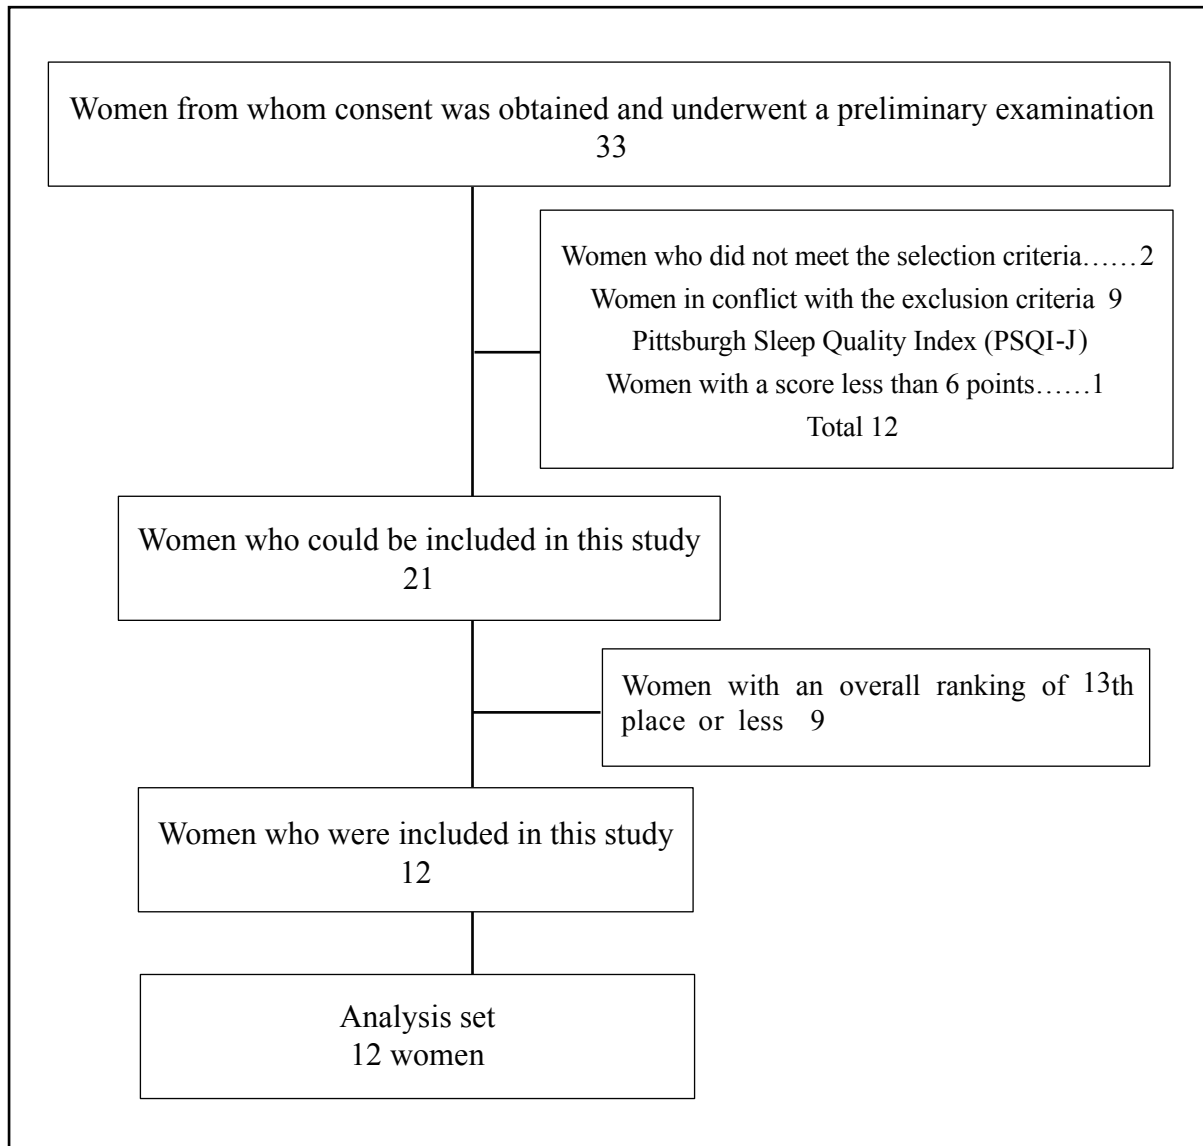 Women from whom consent was obtained and underwent a preliminary examination
33
Women who did not meet the selection criteria……2
Women in conflict with the exclusion criteria 9
Pittsburgh Sleep Quality Index (PSQI-J)
Women with a score less than 6 points……1
Total 12
Women who could be included in this study
21
Women with an overall ranking of 13th
place or less 9
Women who were included in this study
12
Analysis set
12 women